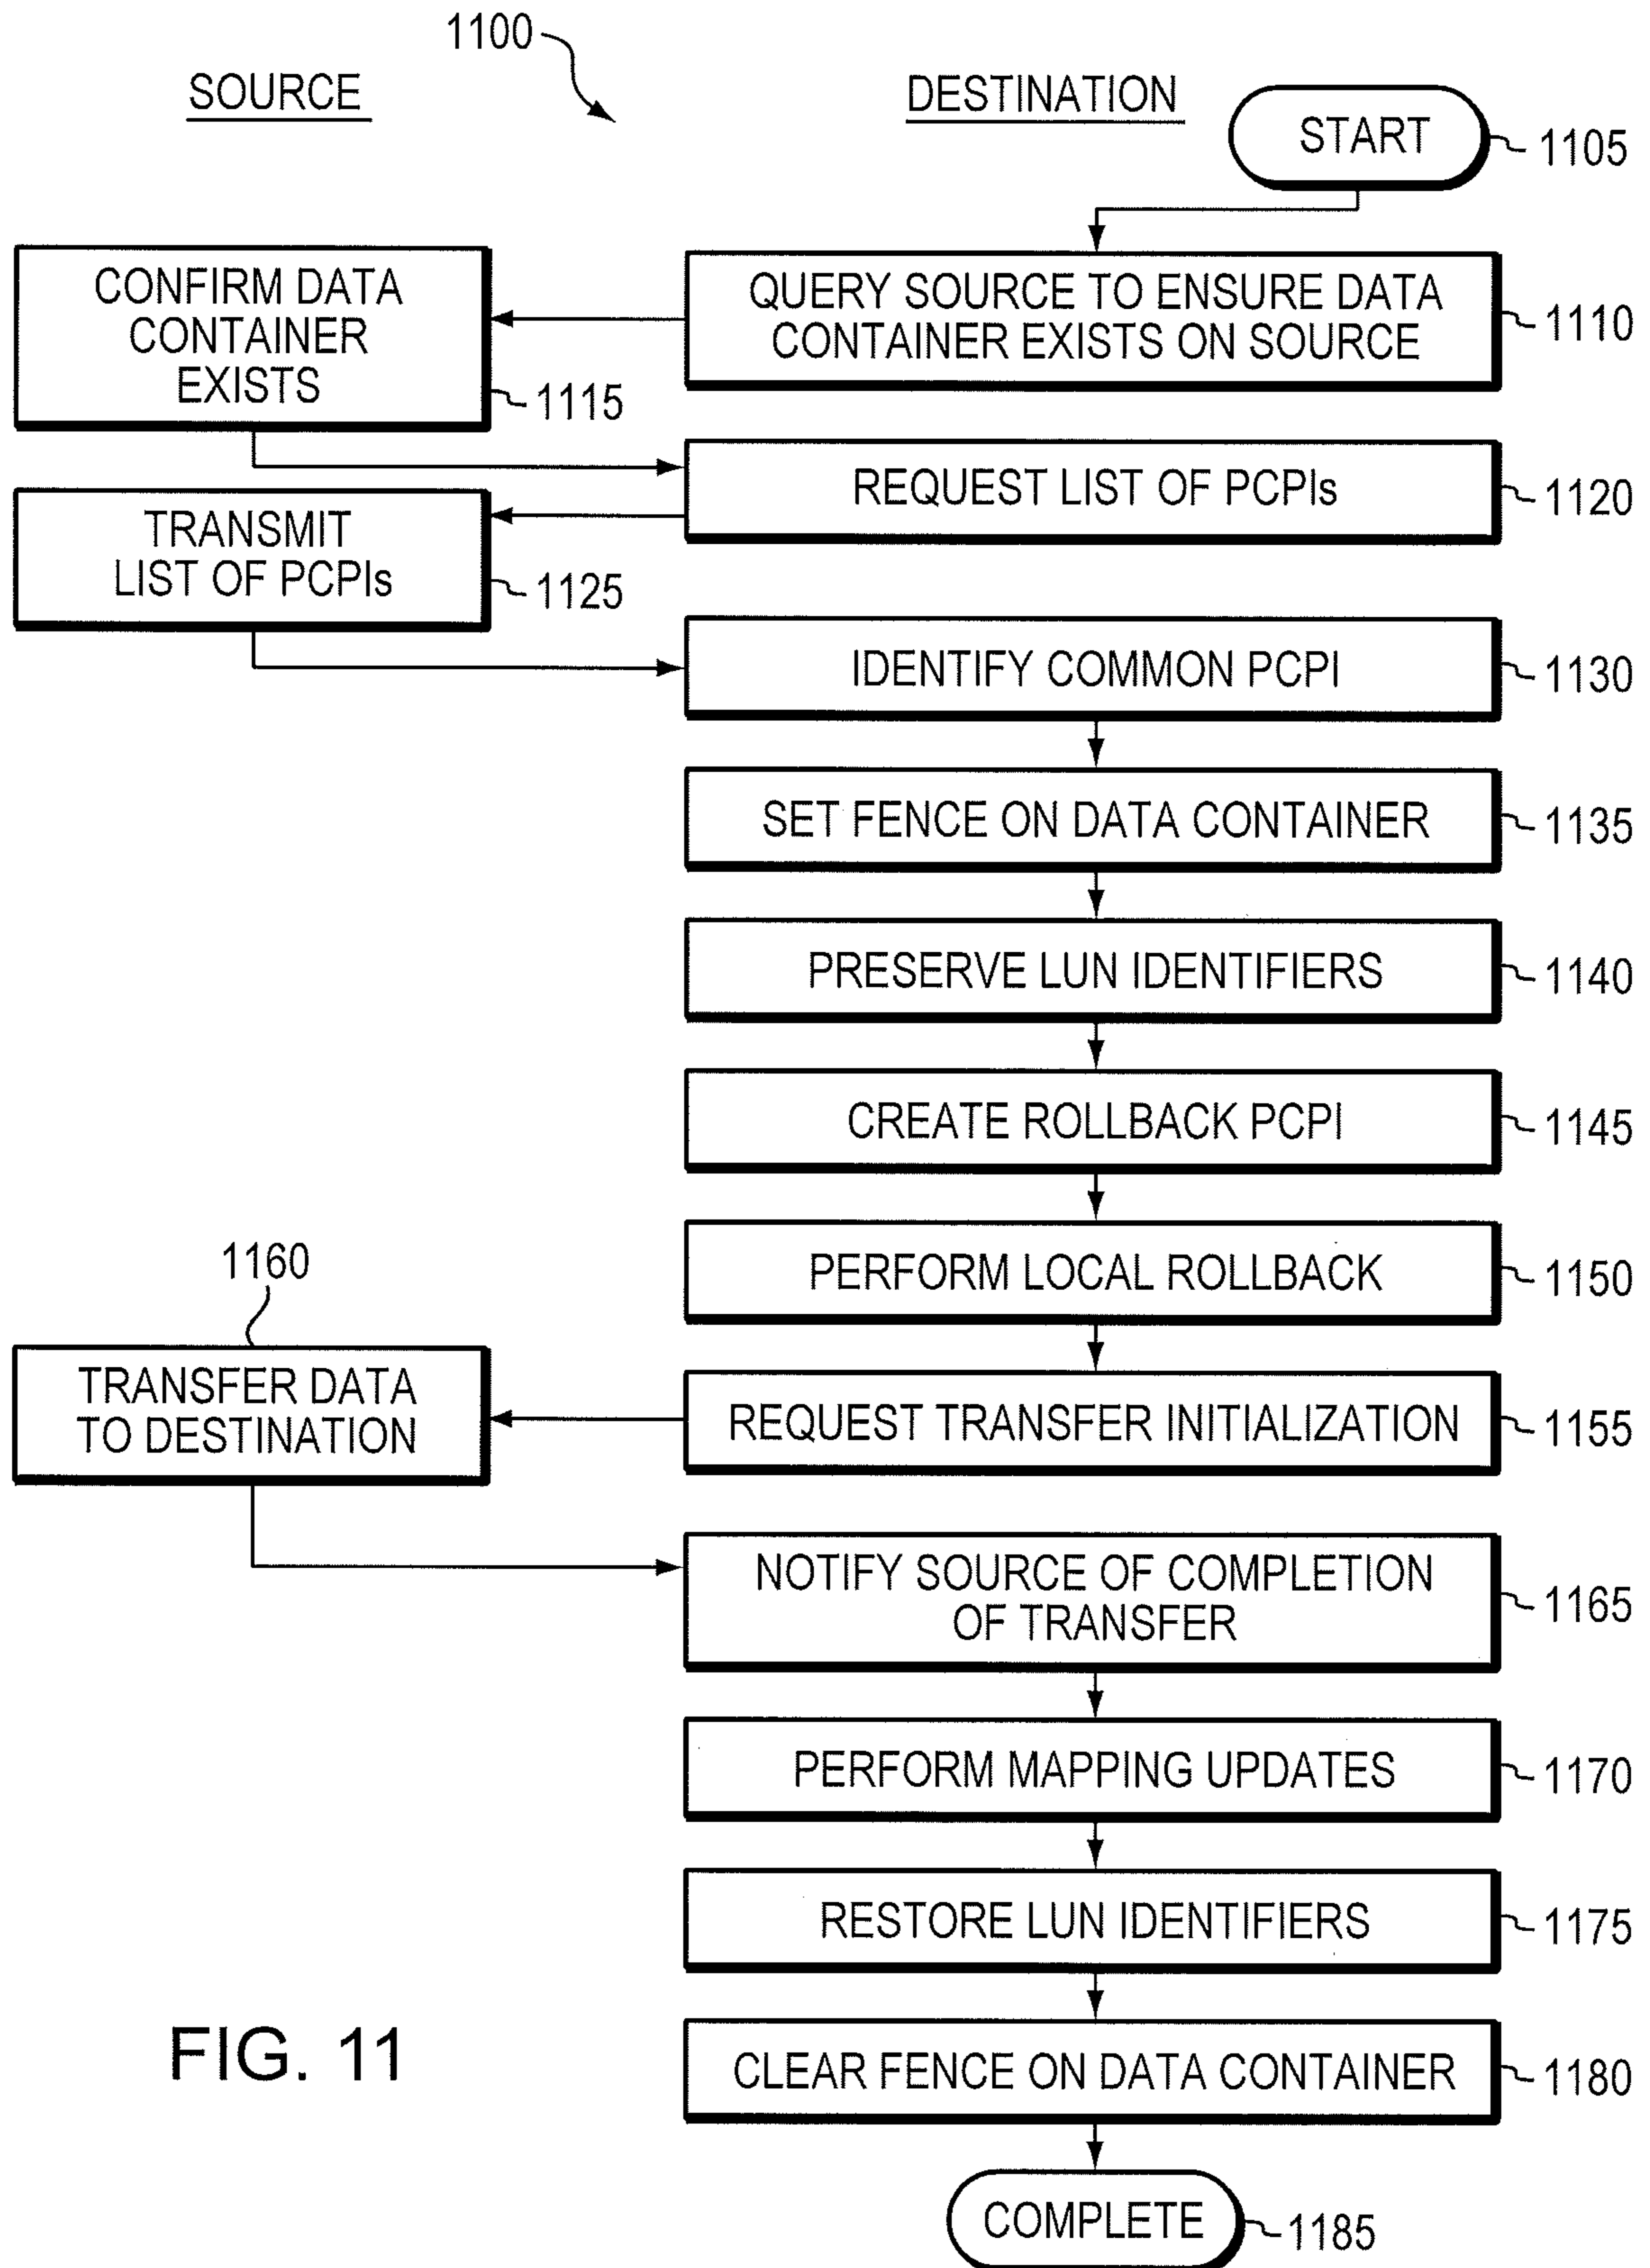 1100
SOURCE
DESTINATION
START
1105
CONFIRM DATA
CONTAINER
EXISTS
1115
QUERY SOURCE TO ENSURE DATA
CONTAINER EXISTS ON SOURCE
1110
REQUEST LIST OF PCPIs
1120
TRANSMIT
LIST OF PCPIs
1125
IDENTIFY COMMON PCPI
1130
SET FENCE ON DATA CONTAINER
1135
PRESERVE LUN IDENTIFIERS
1140
CREATE ROLLBACK PCPI
1145
PERFORM LOCAL ROLLBACK
1150
1160
TRANSFER DATA
TO DESTINATION
REQUEST TRANSFER INITIALIZATION
1155
NOTIFY SOURCE OF COMPLETION
OF TRANSFER
1165
PERFORM MAPPING UPDATES
1170
RESTORE LUN IDENTIFIERS
1175
CLEAR FENCE ON DATA CONTAINER
1180
FIG. 11
COMPLETE
1185